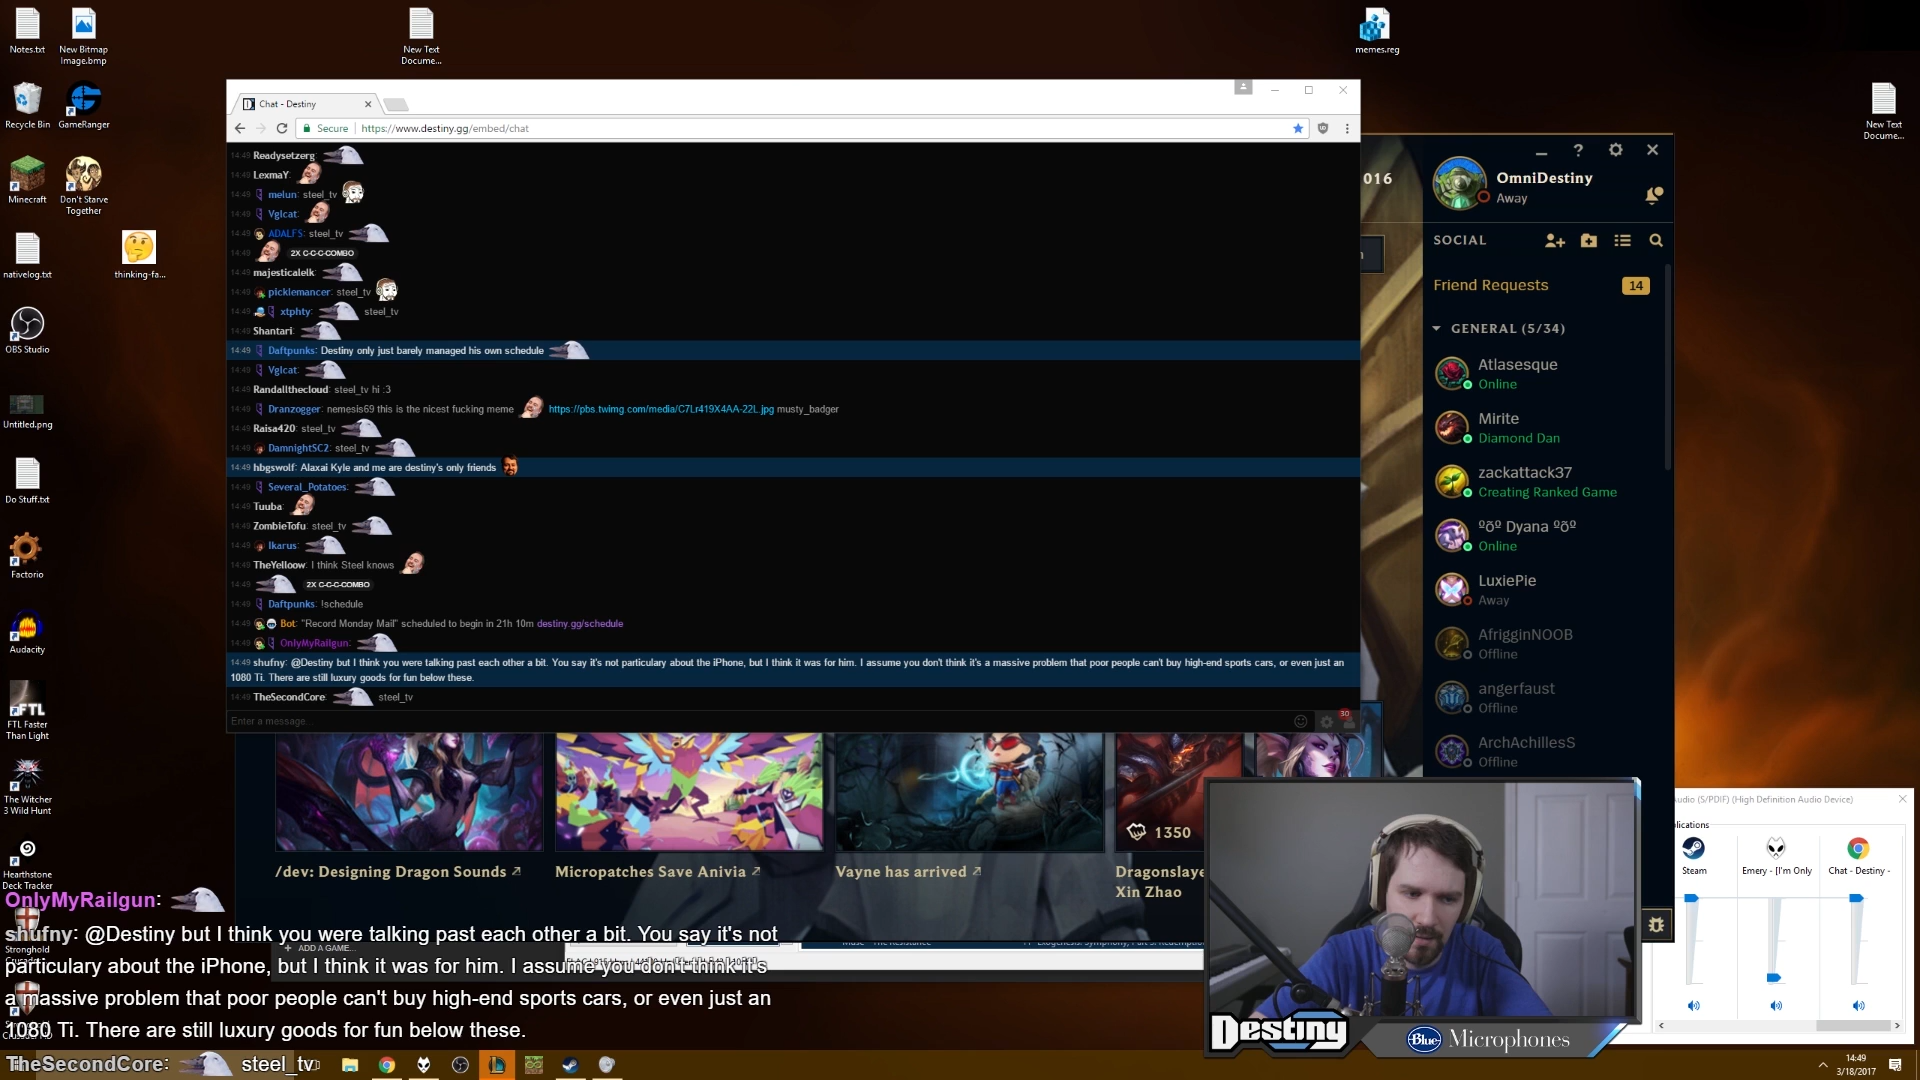 Notes.txt
New Bitmap
Image.bmp
New Text
Docume...
memes.reg
Recycle Bin
GameRanger
New Text
Docume...
Minecraft
Don't Starve
Together
nativelog.txt
thinking-fa...
OBS Studio
Untitled.png
Do Stuff.txt
Factorio
Audacity
FTL Faster
Than Light
The Witcher
3 Wild Hunt
Hearthstone
Deck Tracker
Stronghold
Chat - Destiny
Secure
https://www.destiny.gg/embed/chat
14:49 Readysetzerg:
14:49 LexmaY:
14:49 melun: steel_tv
14:49 Vglcat:
14:49 ADALFS: steel_tv
14:49 2X C-C-C-COMBO
14:49 majesticalelk:
14:49 picklemancer: steel_tv
14:49 xtphty: steel_tv
14:49 Shantari:
14:49 Daftpunks: Destiny only just barely managed his own schedule
14:49 Vglcat:
14:49 Randallthecloud: steel_tv hi :3
14:49 Dranzogger: nemesis69 this is the nicest fucking meme https://pbs.twimg.com/media/C7Lr419X4AA-22L.jpg musty_badger
14:49 Raisa420: steel_tv
14:49 DamnightSC2: steel_tv
14:49 hbgswolf: Alaxai Kyle and me are destiny's only friends
14:49 Several_Potatoes:
14:49 Tuuba:
14:49 ZombieTofu: steel_tv
14:49 Ikarus:
14:49 TheYelloow: I think Steel knows
14:49 2X C-C-C-COMBO
14:49 Daftpunks: !schedule
14:49 Bot: "Record Monday Mail" scheduled to begin in 21h 10m destiny.gg/schedule
14:49 OnlyMyRailgun:
14:49 shufny: @Destiny but I think you were talking past each other a bit. You say it's not particulary about the iPhone, but I think it was for him. I assume you don't think it's a massive problem that poor people can't buy high-end sports cars, or even just an
1080 Ti. There are still luxury goods for fun below these.
14:49 TheSecondCore: steel_tv
Enter a message...
30
016
OmniDestiny
Away
SOCIAL
Friend Requests
14
GENERAL (5/34)
Atlasesque
Online
Mirite
Diamond Dan
zackattack37
Creating Ranked Game
ºõº Dyana ºõº
Online
LuxiePie
Away
AfrigginNOOB
Offline
angerfaust
Offline
ArchAchillesS
Offline
1350
/dev: Designing Dragon Sounds
Micropatches Save Anivia
Vayne has arrived
Dragonslaye
Xin Zhao
ADD A GAME...
Audio (S/PDIF) (High Definition Audio Device)
lications
Steam
Emery - [I'm Only
Chat - Destiny -
OnlyMyRailgun:
shufny: @Destiny but I think you were talking past each other a bit. You say it's not
particulary about the iPhone, but I think it was for him. I assume you don't think it's
a massive problem that poor people can't buy high-end sports cars, or even just an
1080 Ti. There are still luxury goods for fun below these.
TheSecondCore: steel_tv
Destiny
Blue Microphones
14:49
3/18/2017